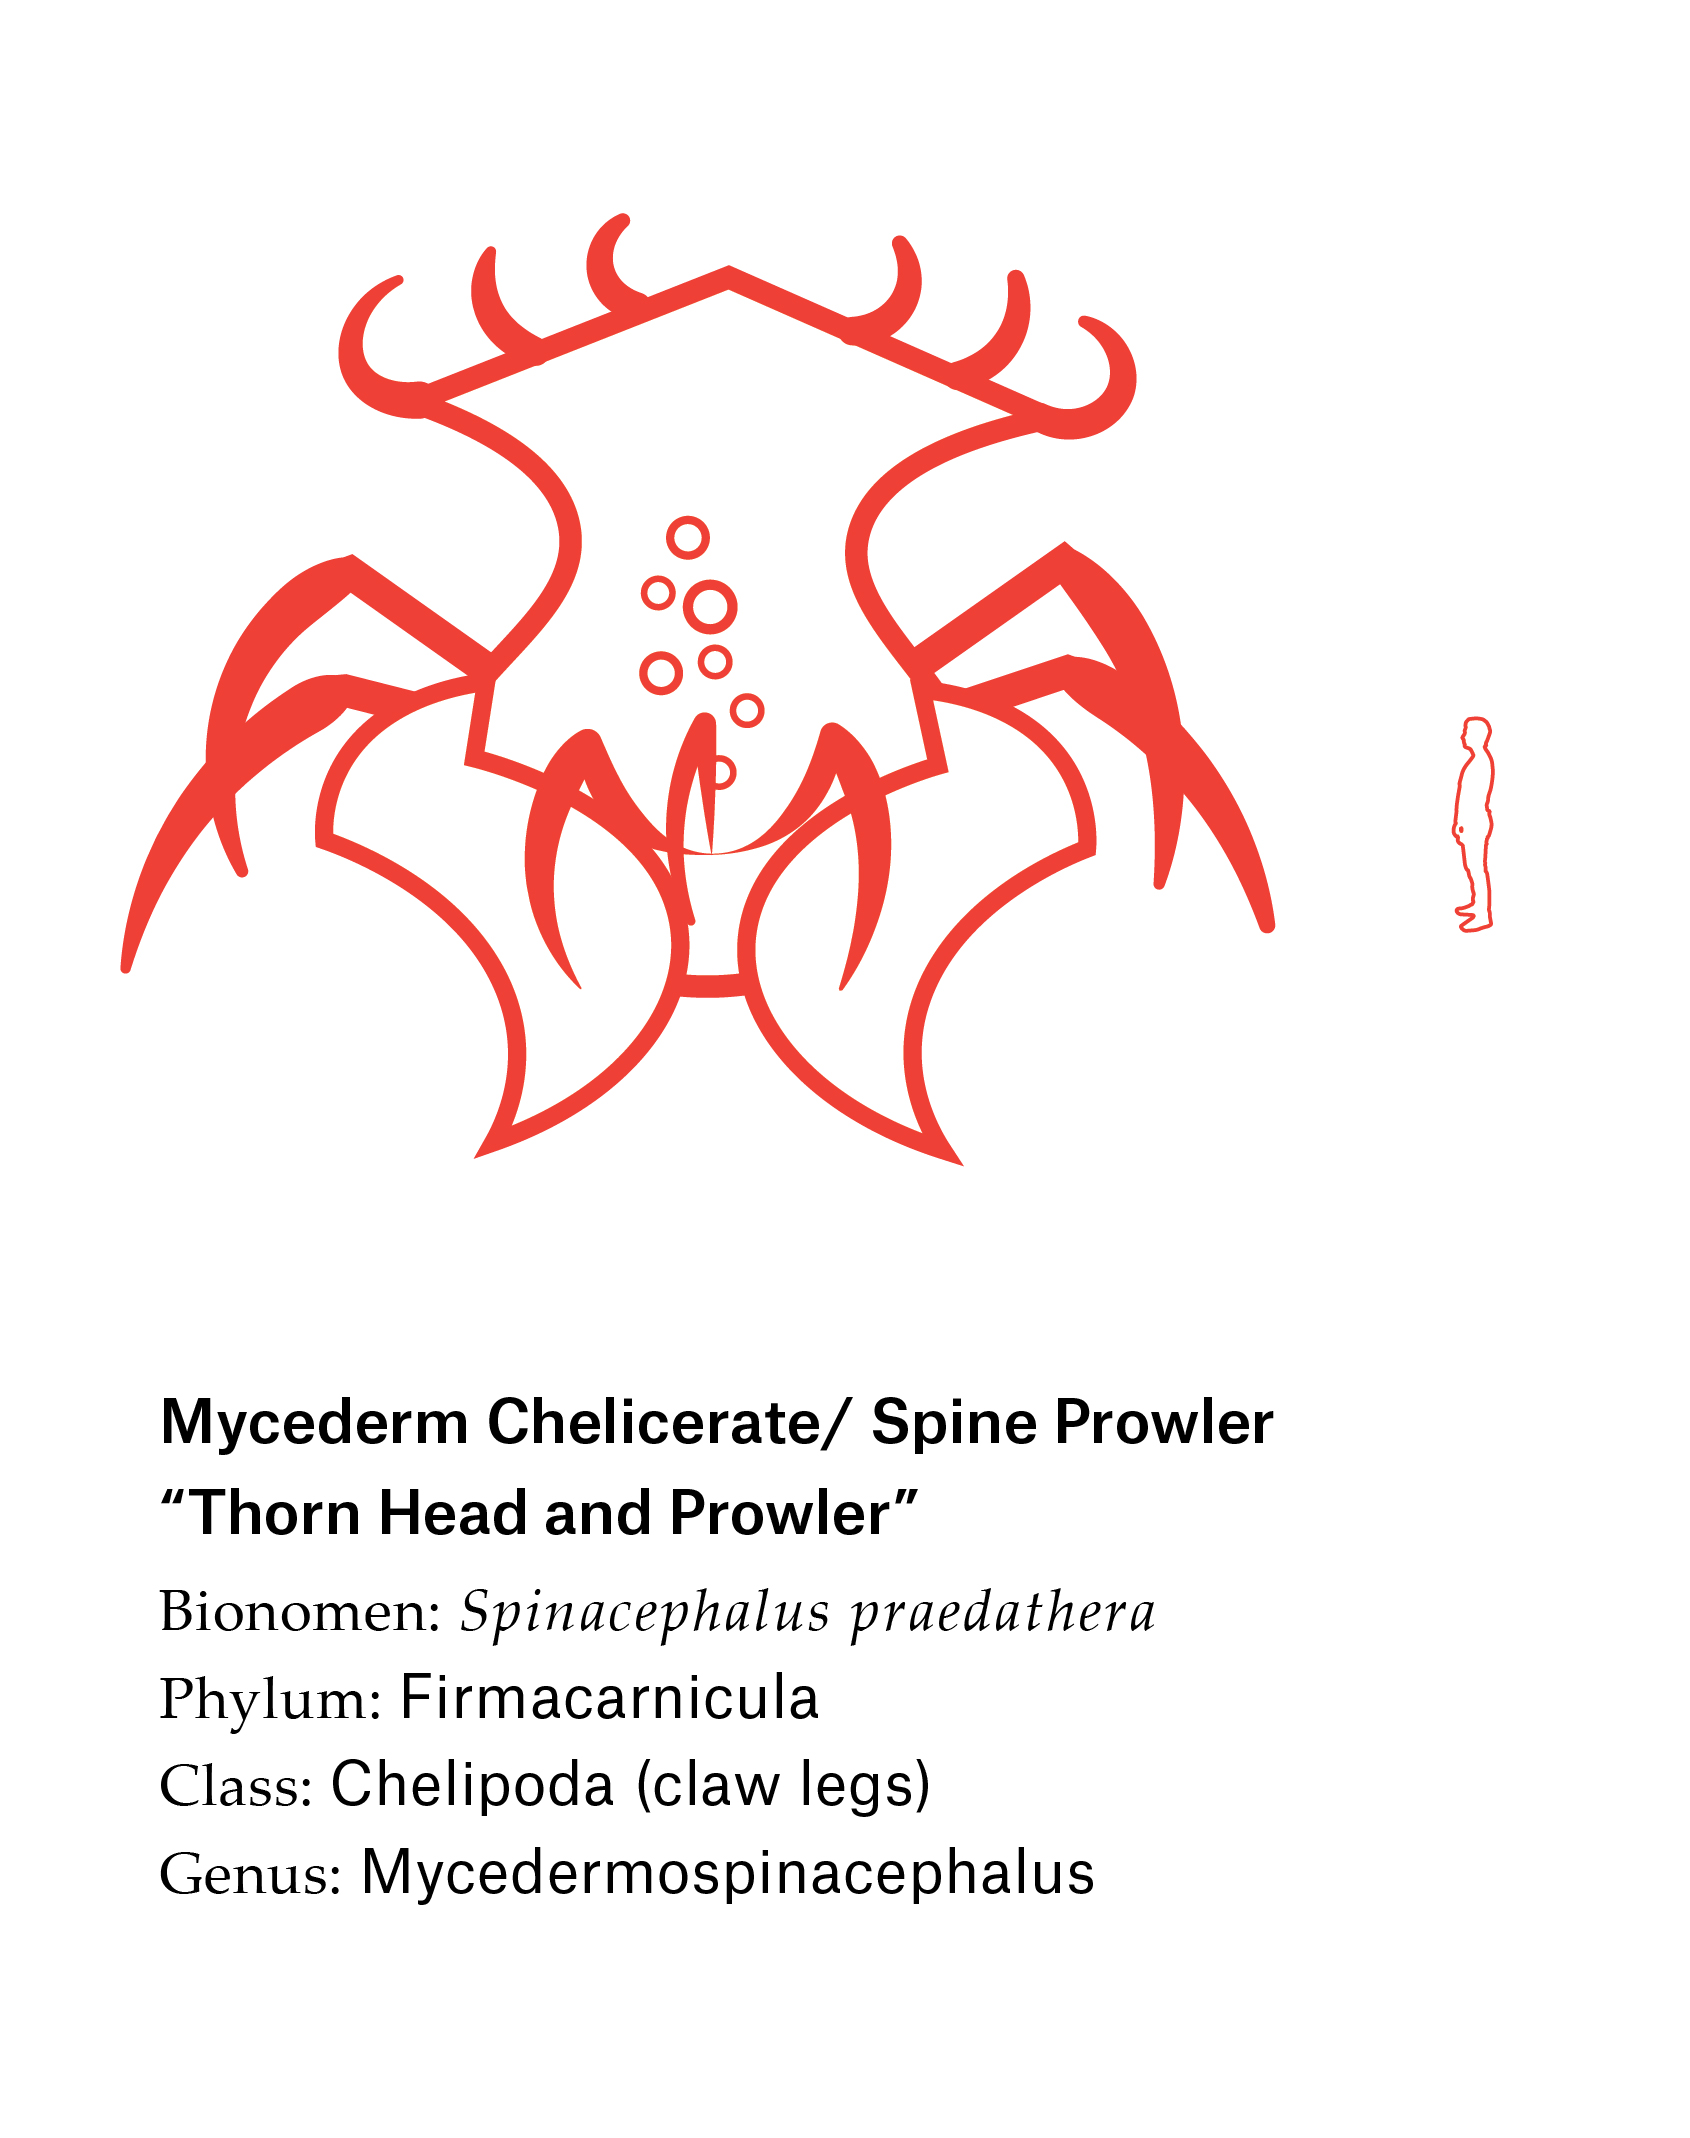 Mycederm Chelicerate/ Spine Prowler
“Thorn Head and Prowler”
Bionomen: Spinacephalus praedathera
Phylum: Firmacarnicula
Class: Chelipoda (claw legs)
Genus: Mycedermospinacephalus